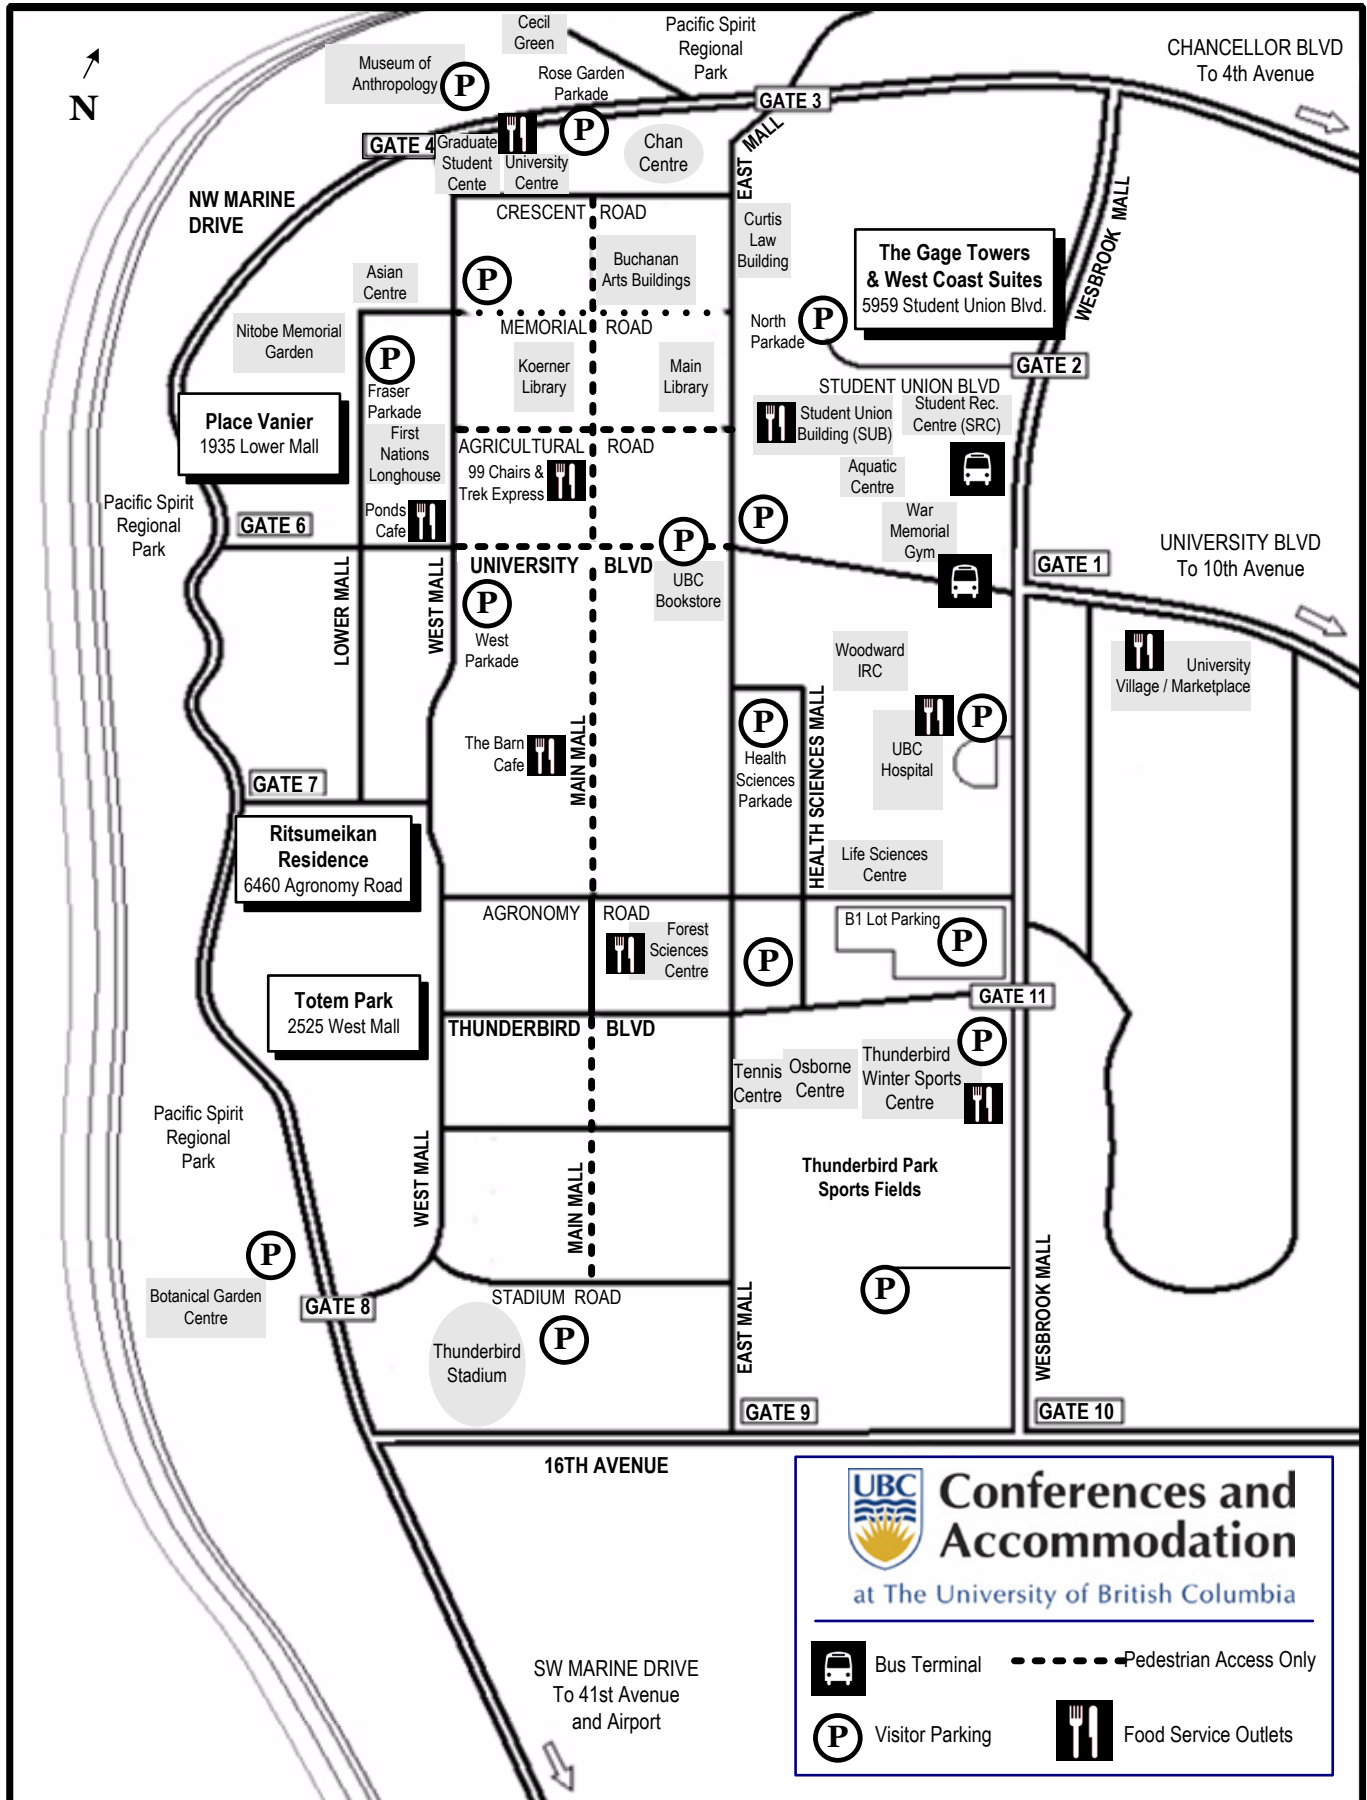 Cecil
Green
Pacific Spirit
Regional
Park
CHANCELLOR BLVD
To 4th Avenue
N
Museum of
Anthropology
P
Rose Garden
Parkade
P
GATE 3
GATE 4
Graduate
Student
Cente
University
Centre
Chan
Centre
EAST
MALL
NW MARINE
DRIVE
CRESCENT ROAD
WESBROOK MALL
Curtis
Law
Building
The Gage Towers
& West Coast Suites
5959 Student Union Blvd.
Asian
Centre
P
Buchanan
Arts Buildings
Nitobe Memorial
Garden
MEMORIAL ROAD
North
Parkade
P
P
Fraser
Parkade
Koerner
Library
Main
Library
GATE 2
STUDENT UNION BLVD
Place Vanier
1935 Lower Mall
Student Union
Building (SUB)
Student Rec.
Centre (SRC)
First
Nations
Longhouse
AGRICULTURAL ROAD
99 Chairs &
Trek Express
Aquatic
Centre
Pacific Spirit
Regional
Park
GATE 6
Ponds
Cafe
P
P
War
Memorial
Gym
UNIVERSITY BLVD
To 10th Avenue
GATE 1
UNIVERSITY BLVD
UBC
Bookstore
LOWER MALL
WEST MALL
P
West
Parkade
Woodward
IRC
University
Village / Marketplace
MAIN MALL
The Barn
Cafe
P
Health
Sciences
Parkade
HEALTH SCIENCES MALL
P
UBC
Hospital
GATE 7
Ritsumeikan
Residence
6460 Agronomy Road
Life Sciences
Centre
AGRONOMY ROAD
Forest
Sciences
Centre
P
B1 Lot Parking
P
Totem Park
2525 West Mall
GATE 11
THUNDERBIRD BLVD
P
Tennis
Centre
Osborne
Centre
Thunderbird
Winter Sports
Centre
Pacific Spirit
Regional
Park
WEST MALL
MAIN MALL
Thunderbird Park
Sports Fields
P
Botanical Garden
Centre
GATE 8
STADIUM ROAD
P
P
Thunderbird
Stadium
EAST MALL
WESBROOK MALL
GATE 9
GATE 10
16TH AVENUE
UBC
Conferences and
Accommodation
at The University of British Columbia
SW MARINE DRIVE
To 41st Avenue
and Airport
Bus Terminal
Pedestrian Access Only
P
Visitor Parking
Food Service Outlets